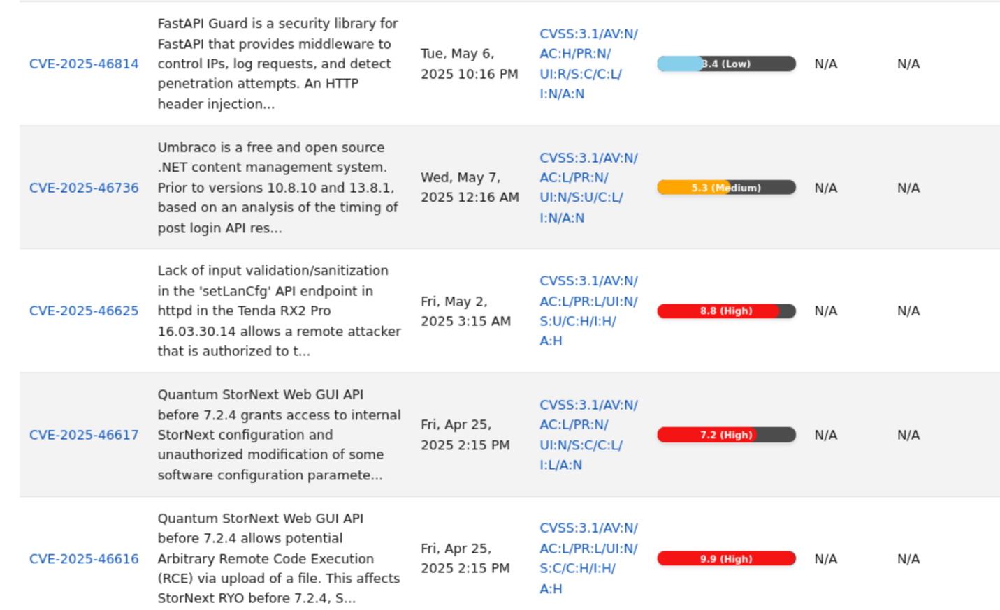 CVE-2025-46814
FastAPI Guard is a security library for
FastAPI that provides middleware to
control IPs, log requests, and detect
penetration attempts. An HTTP
header injection...
Tue, May 6,
2025 10:16 PM
CVSS:3.1/AV:N/
AC:H/PR:N/
UI:R/S:C/C:L/
I:N/A:N
3.4 (Low)
N/A
N/A
CVE-2025-46736
Umbraco is a free and open source
.NET content management system.
Prior to versions 10.8.10 and 13.8.1,
based on an analysis of the timing of
post login API res...
Wed, May 7,
2025 12:16 AM
CVSS:3.1/AV:N/
AC:L/PR:N/
UI:N/S:U/C:L/
I:N/A:N
5.3 (Medium)
N/A
N/A
CVE-2025-46625
Lack of input validation/sanitization
in the 'setLanCfg' API endpoint in
httpd in the Tenda RX2 Pro
16.03.30.14 allows a remote attacker
that is authorized to t...
Fri, May 2,
2025 3:15 AM
CVSS:3.1/AV:N/
AC:L/PR:L/UI:N/
S:U/C:H/I:H/
A:H
8.8 (High)
N/A
N/A
CVE-2025-46617
Quantum StorNext Web GUI API
before 7.2.4 grants access to internal
StorNext configuration and
unauthorized modification of some
software configuration paramete...
Fri, Apr 25,
2025 2:15 PM
CVSS:3.1/AV:N/
AC:L/PR:N/
UI:N/S:C/C:L/
I:L/A:N
7.2 (High)
N/A
N/A
CVE-2025-46616
Quantum StorNext Web GUI API
before 7.2.4 allows potential
Arbitrary Remote Code Execution
(RCE) via upload of a file. This affects
StorNext RYO before 7.2.4, S...
Fri, Apr 25,
2025 2:15 PM
CVSS:3.1/AV:N/
AC:L/PR:L/UI:N/
S:C/C:H/I:H/
A:H
9.9 (High)
N/A
N/A